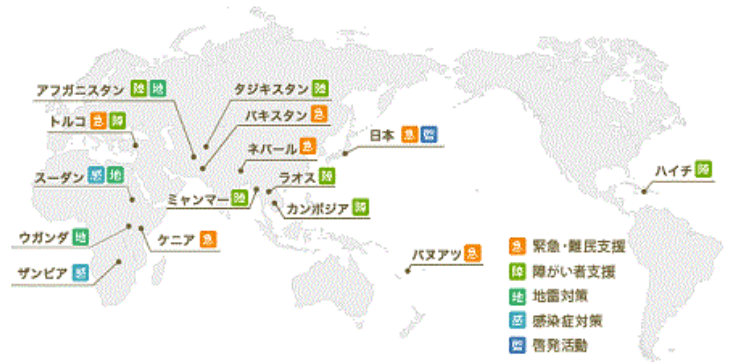 アフガニスタン 障 地
タジキスタン 障
トルコ 急 障
パキスタン 急
日本 急 啓
ネパール 急
スーダン 感 地
ラオス 障
ハイチ 障
ミャンマー 障
カンボジア 障
ウガンダ 地
ケニア 急
バヌアツ 急
ザンビア 感
急 緊急・難民支援
障 障がい者支援
地 地雷対策
感 感染症対策
啓 啓発活動